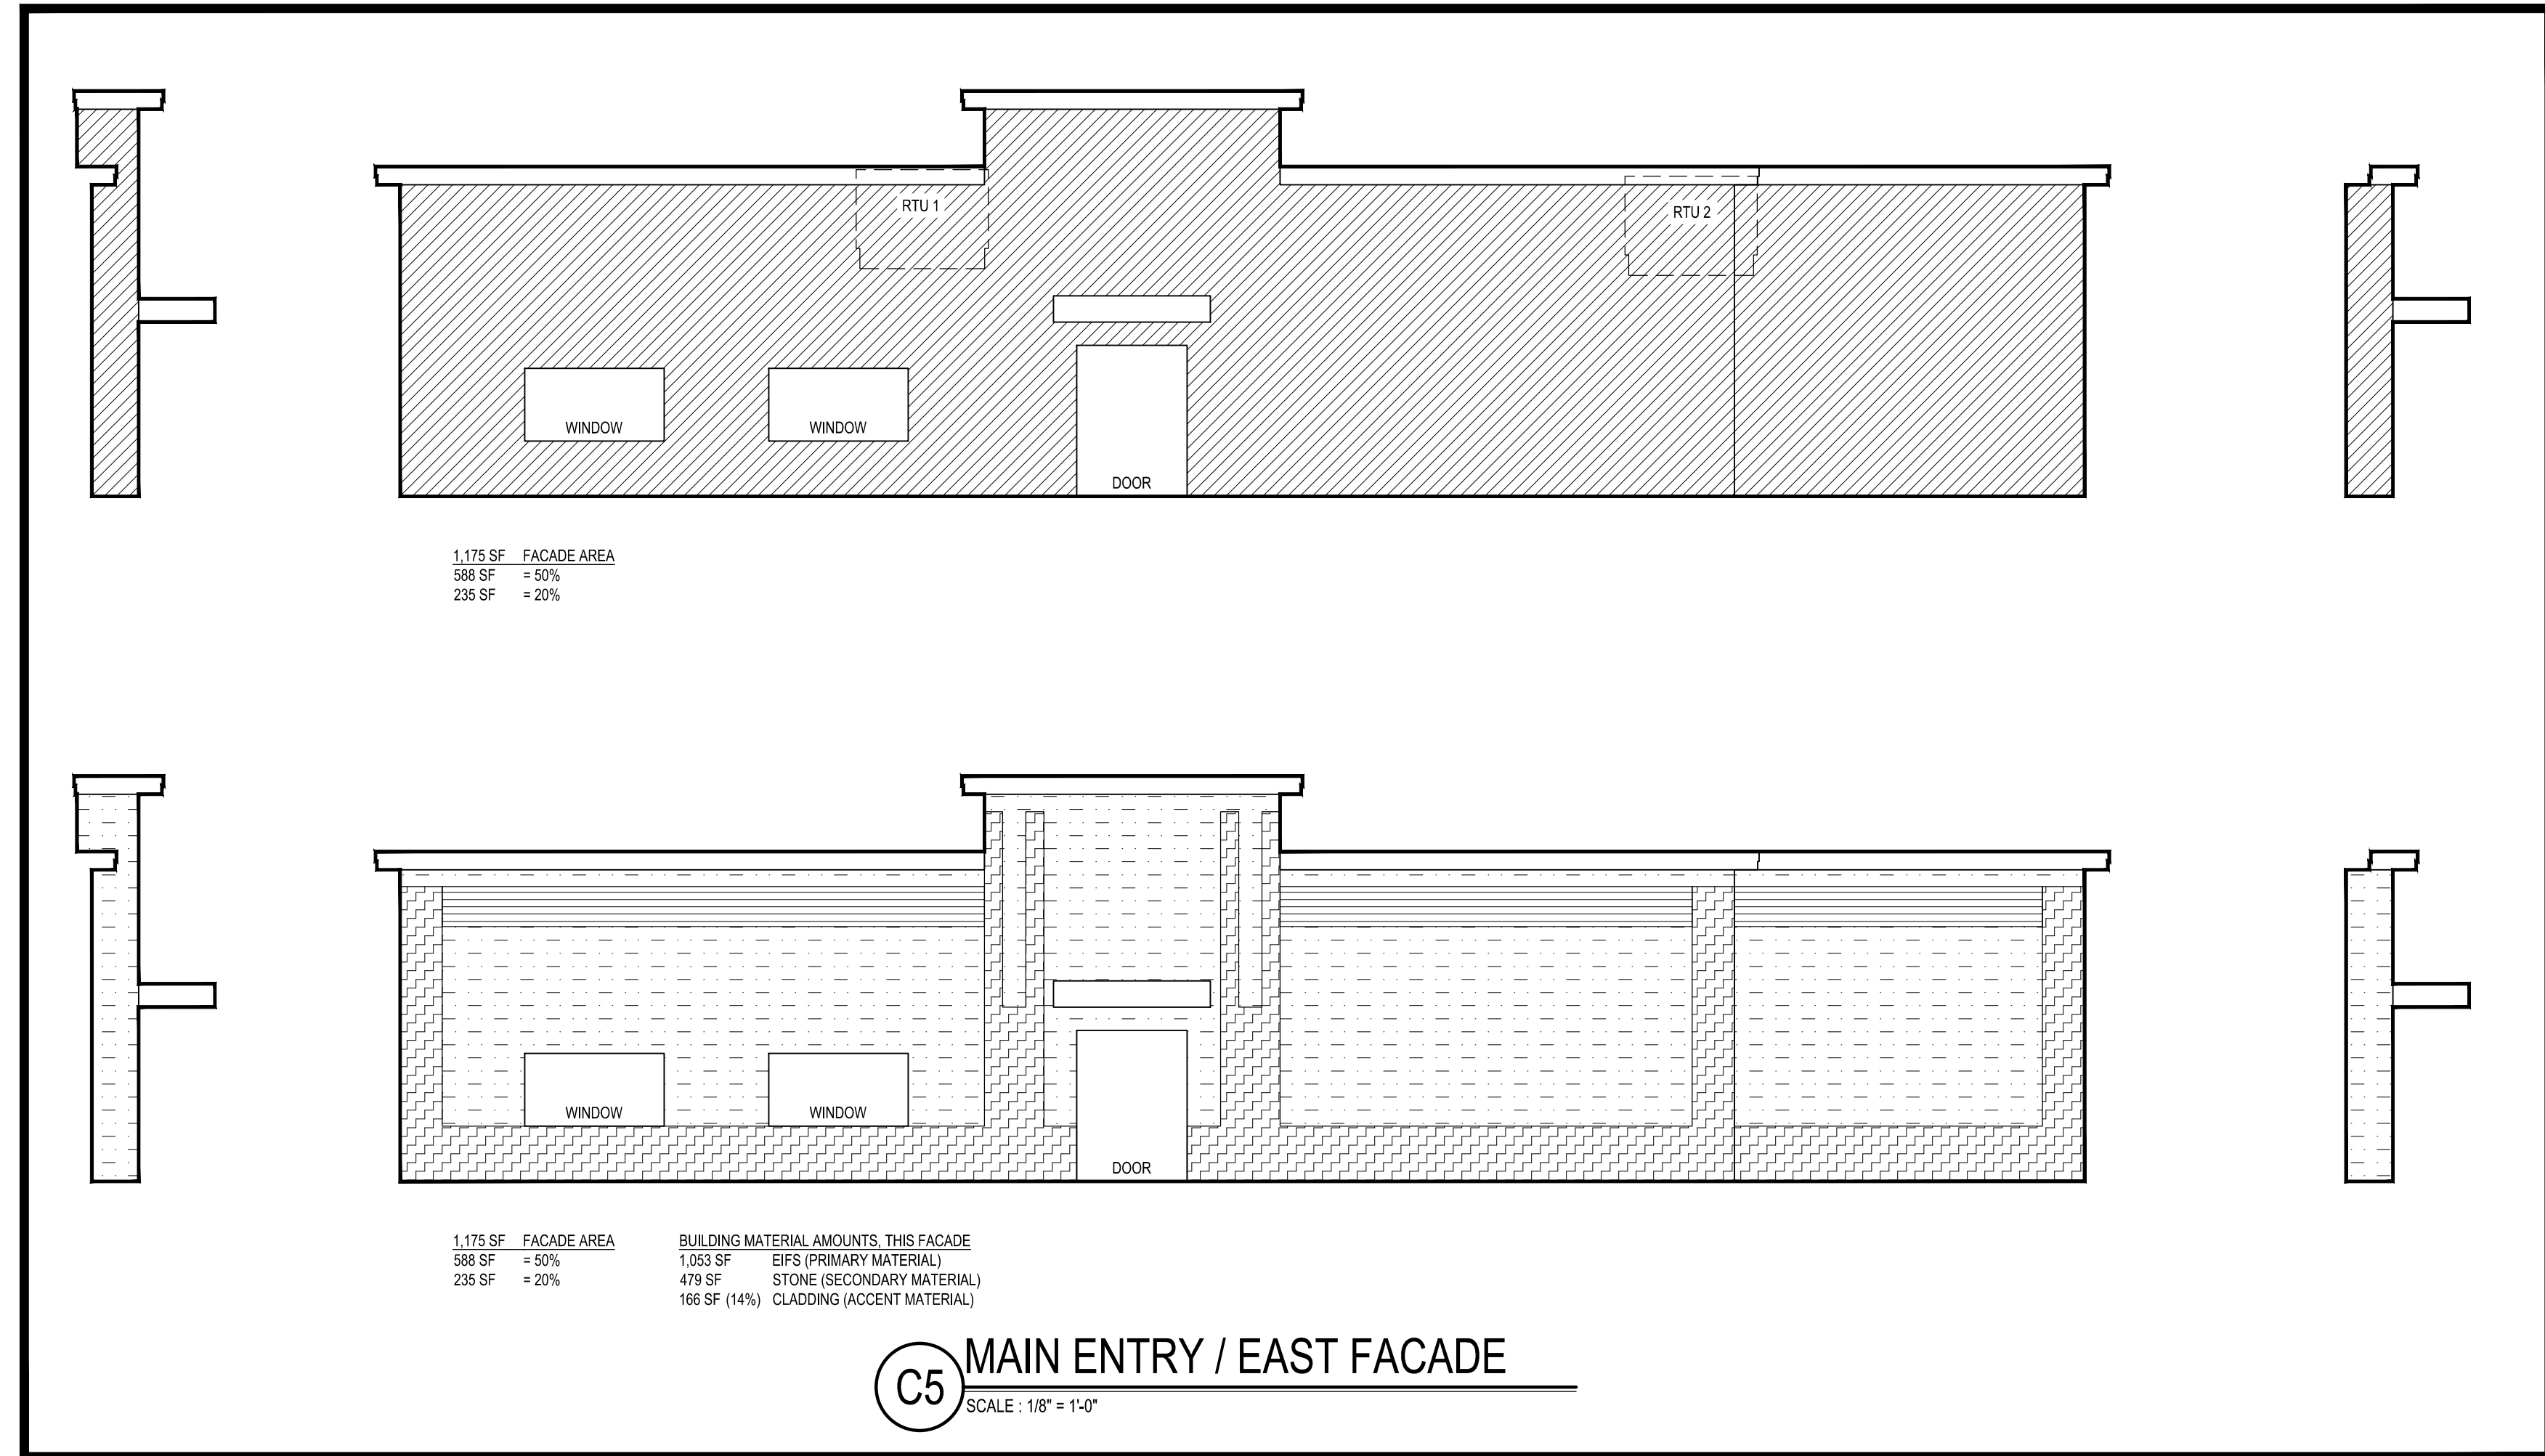 RTU 1
RTU 2
WINDOW
WINDOW
DOOR
1,175 SF FACADE AREA
588 SF = 50%
235 SF = 20%
WINDOW
WINDOW
DOOR
1,175 SF FACADE AREA
588 SF = 50%
235 SF = 20%
BUILDING MATERIAL AMOUNTS, THIS FACADE
1,053 SF EIFS (PRIMARY MATERIAL)
479 SF STONE (SECONDARY MATERIAL)
166 SF (14%) CLADDING (ACCENT MATERIAL)
C5
MAIN ENTRY / EAST FACADE
SCALE : 1/8" = 1'-0"